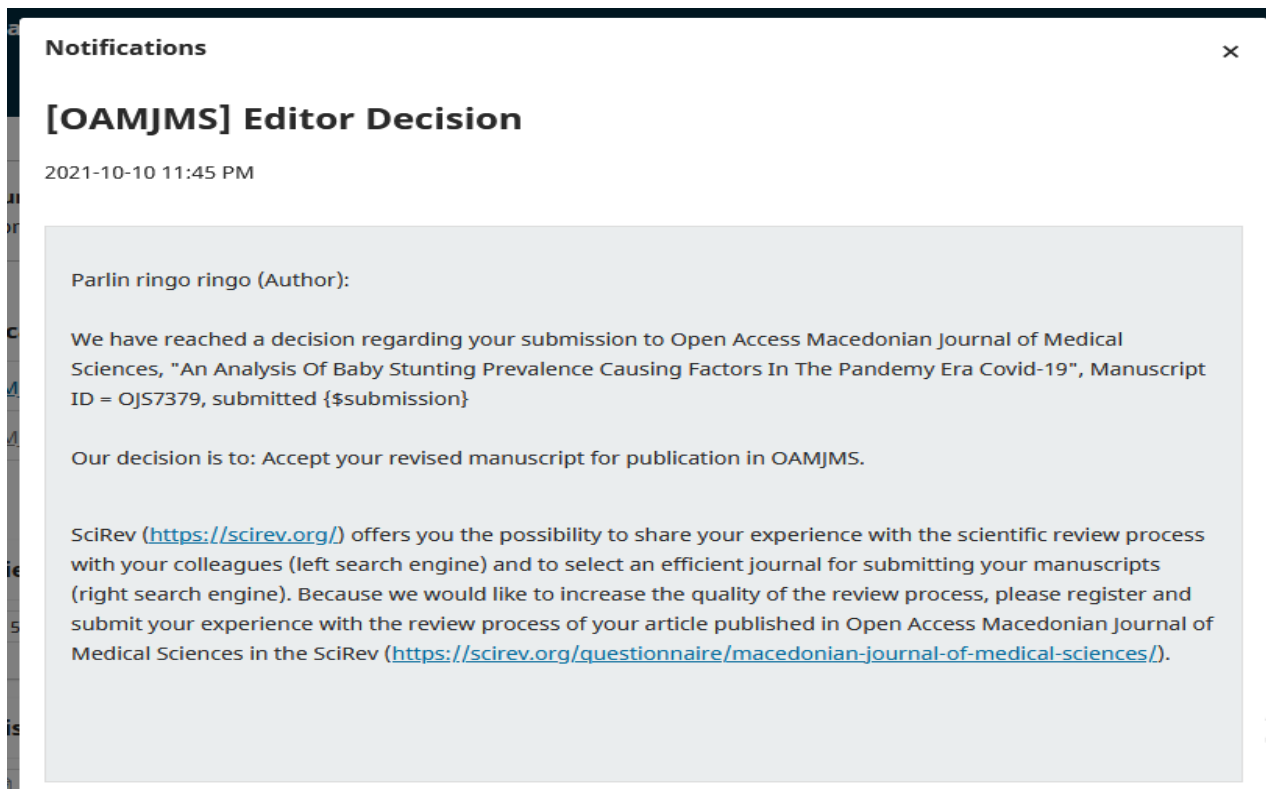 Notifications
×
[OAMJMS] Editor Decision
2021-10-10 11:45 PM
Parlin ringo ringo (Author):
We have reached a decision regarding your submission to Open Access Macedonian Journal of Medical
Sciences, "An Analysis Of Baby Stunting Prevalence Causing Factors In The Pandemy Era Covid-19", Manuscript
ID = OJS7379, submitted {$submission}
Our decision is to: Accept your revised manuscript for publication in OAMJMS.
SciRev (https://scirev.org/) offers you the possibility to share your experience with the scientific review process
with your colleagues (left search engine) and to select an efficient journal for submitting your manuscripts
(right search engine). Because we would like to increase the quality of the review process, please register and
submit your experience with the review process of your article published in Open Access Macedonian Journal of
Medical Sciences in the SciRev (https://scirev.org/questionnaire/macedonian-journal-of-medical-sciences/).